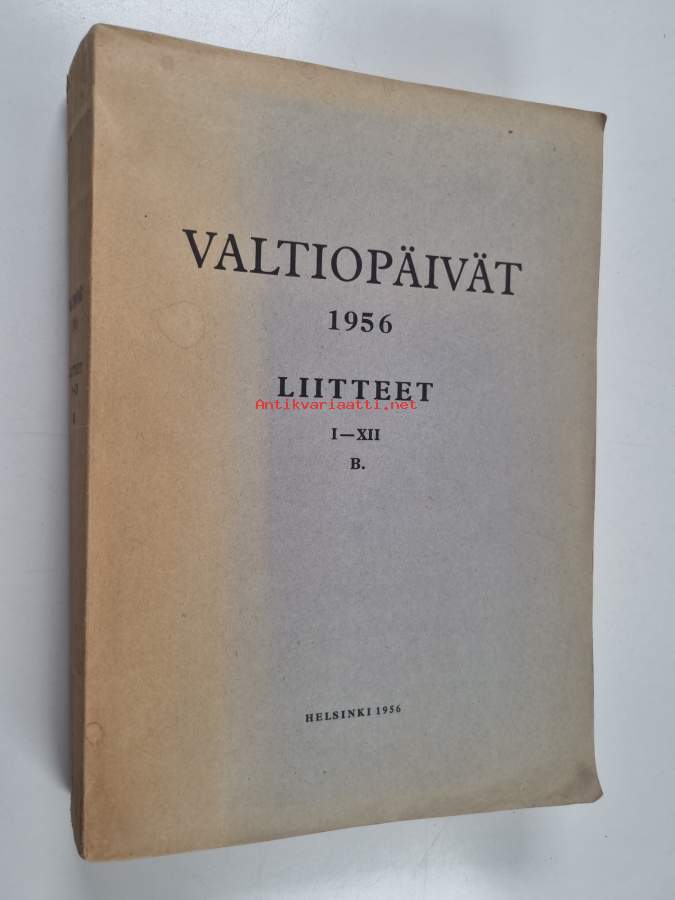 VALTIOPÄIVÄT
1956
LIITTEET
Antikvariaatti.net
I—XII
B.
HELSINKI 1956